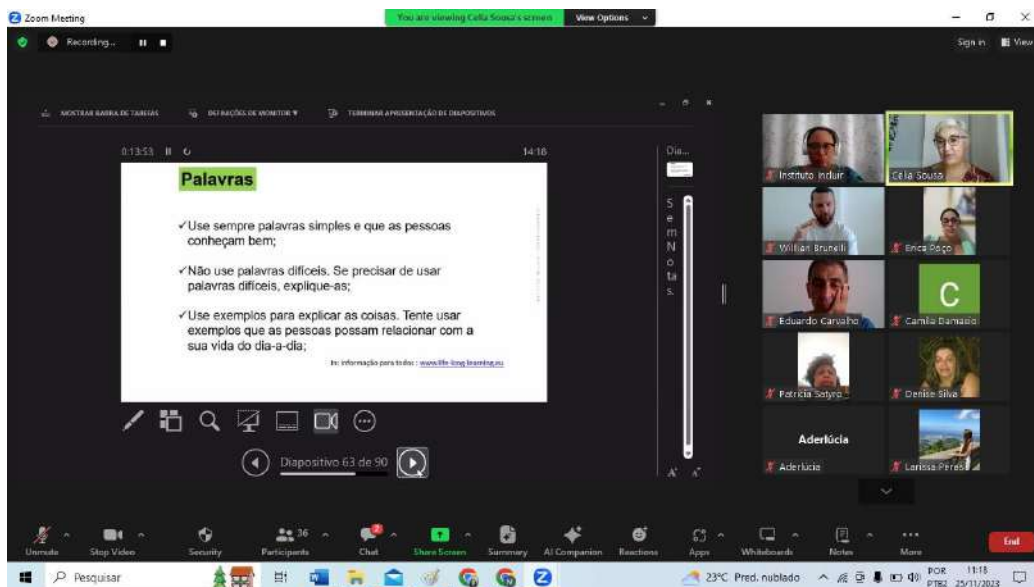 Zoom Meeting
You are viewing Celia Sousa's screen
View Options
Recording...
Sign in
View
MOSTRAR BARRA DE TAREFAS
DEFINIÇÕES DE MONITOR
TERMINAR APRESENTAÇÃO DE DIAPOSITIVOS
0:13:53
14:18
Dia...
Palavras
✓Use sempre palavras simples e que as pessoas
conheçam bem;
✓Não use palavras difíceis. Se precisar de usar
palavras difíceis, explique-as;
✓Use exemplos para explicar as coisas. Tente usar
exemplos que as pessoas possam relacionar com a
sua vida do dia-a-dia;
In: informação para todos : www.life-long-learning.eu
Sem Notas.
Diapositivo 63 de 90
Instituto Incluir
Celia Sousa
Willian Brunelli
Erica Poço
Eduardo Carvalho
C
Camila Damasio
Patricia Satyro
Denise Silva
Aderlúcia
Aderlúcia
Larissa Peres
Unmute
Stop Video
Security
36
Participants
2
Chat
Share Screen
Summary
AI Companion
Reactions
Apps
Whiteboards
Notes
More
End
Pesquisar
23°C Pred. nublado
POR
PTB2
11:18
25/11/2023